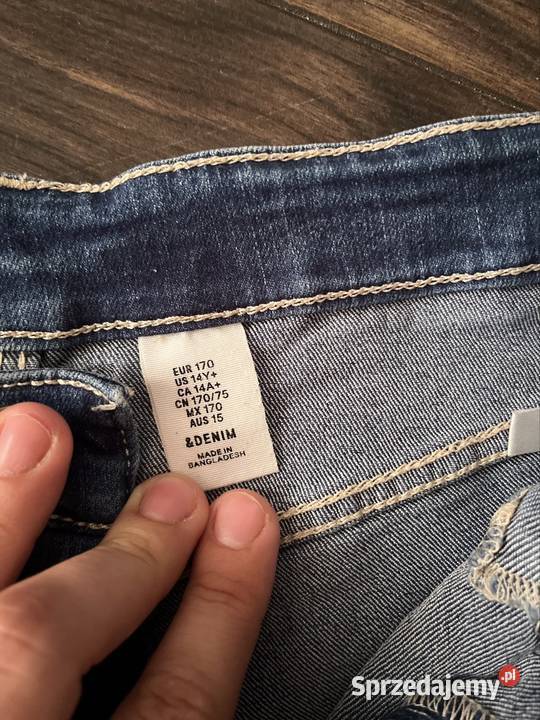 EUR 170
US 14Y+
CA 14A+
CN 170/75
MX 170
AUS 15
&DENIM
MADE IN
BANGLADESH
Sprzedajemy.pl